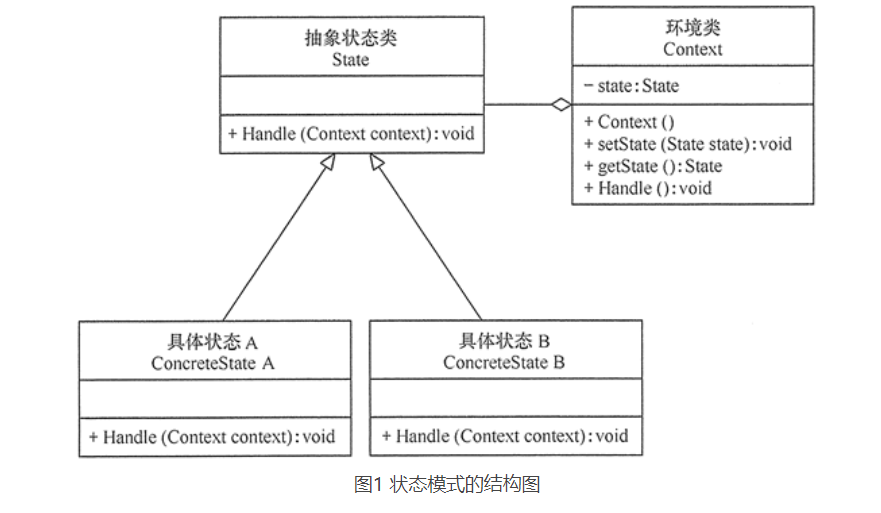 抽象状态类
State
+ Handle (Context context) : void
环境类
Context
− state : State
+ Context ( )
+ setState (State state) : void
+ getState ( ) : State
+ Handle ( ) : void
具体状态 A
ConcreteState A
+ Handle (Context context) : void
具体状态 B
ConcreteState B
+ Handle (Context context) : void
图1 状态模式的结构图